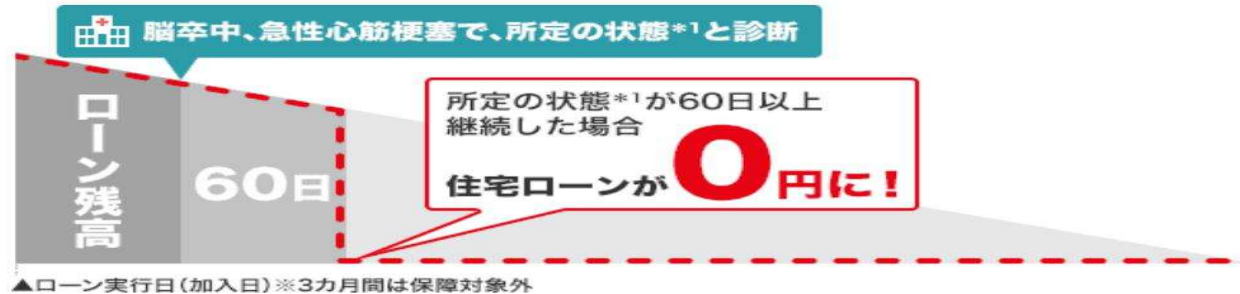 脳卒中、急性心筋梗塞で、所定の状態*1と診断
ローン残高
60日
所定の状態*1が60日以上
継続した場合
住宅ローンが0円に!
▲ローン実行日(加入日)※3カ月間は保障対象外